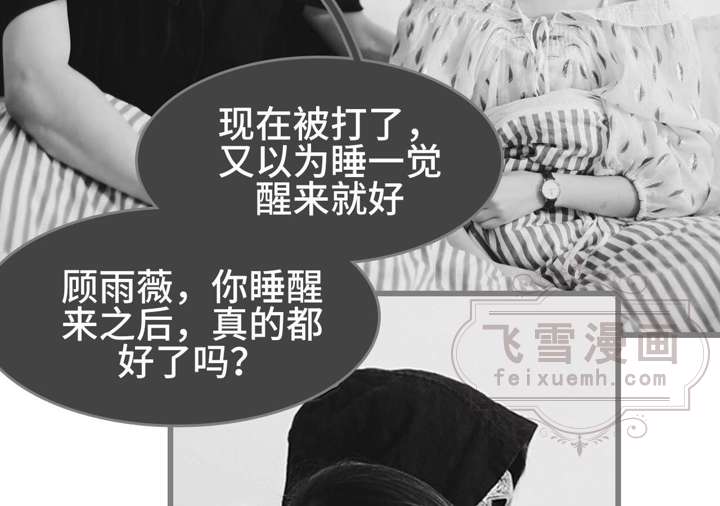 现在被打了，
又以为睡一觉
醒来就好
顾雨薇，你睡醒
来之后，真的都
好了吗？
飞雪漫画
feixuemh.com